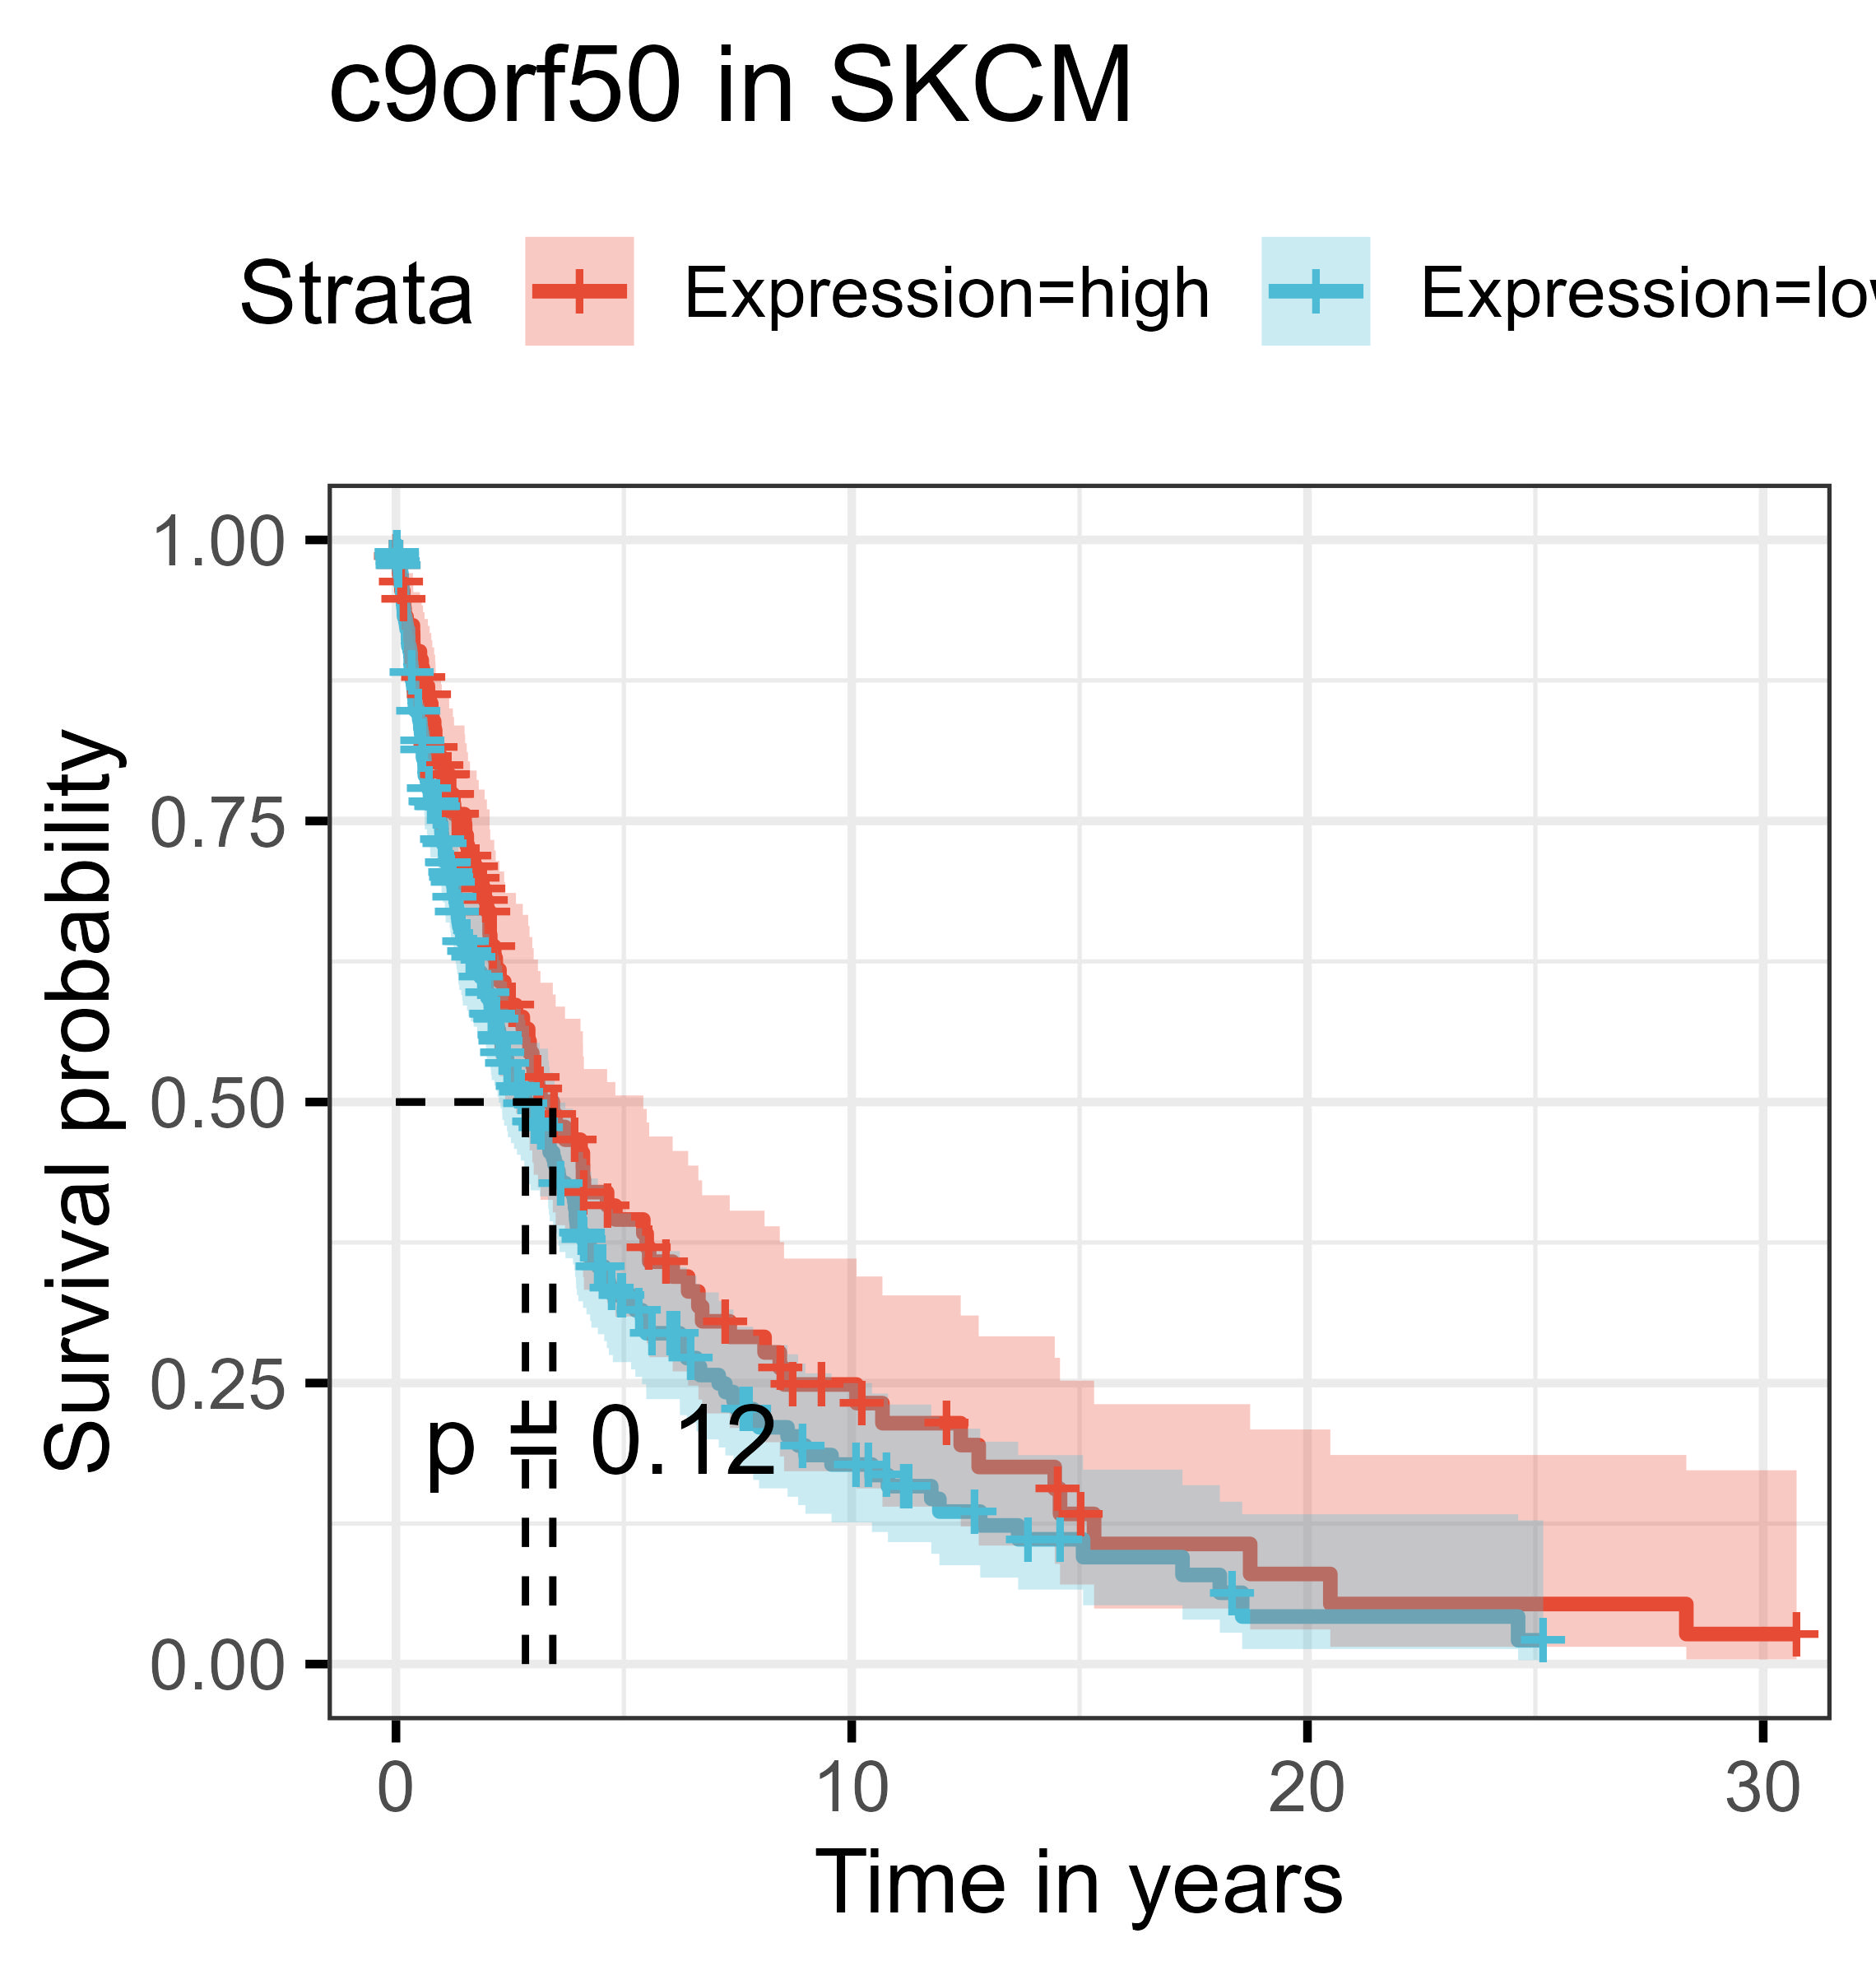 c9orf50 in SKCM
Strata Expression=high Expression=lo
Survival probability
1.00
0.75
0.50
0.25
0.00
p = 0.12
0 10 20 30
Time in years